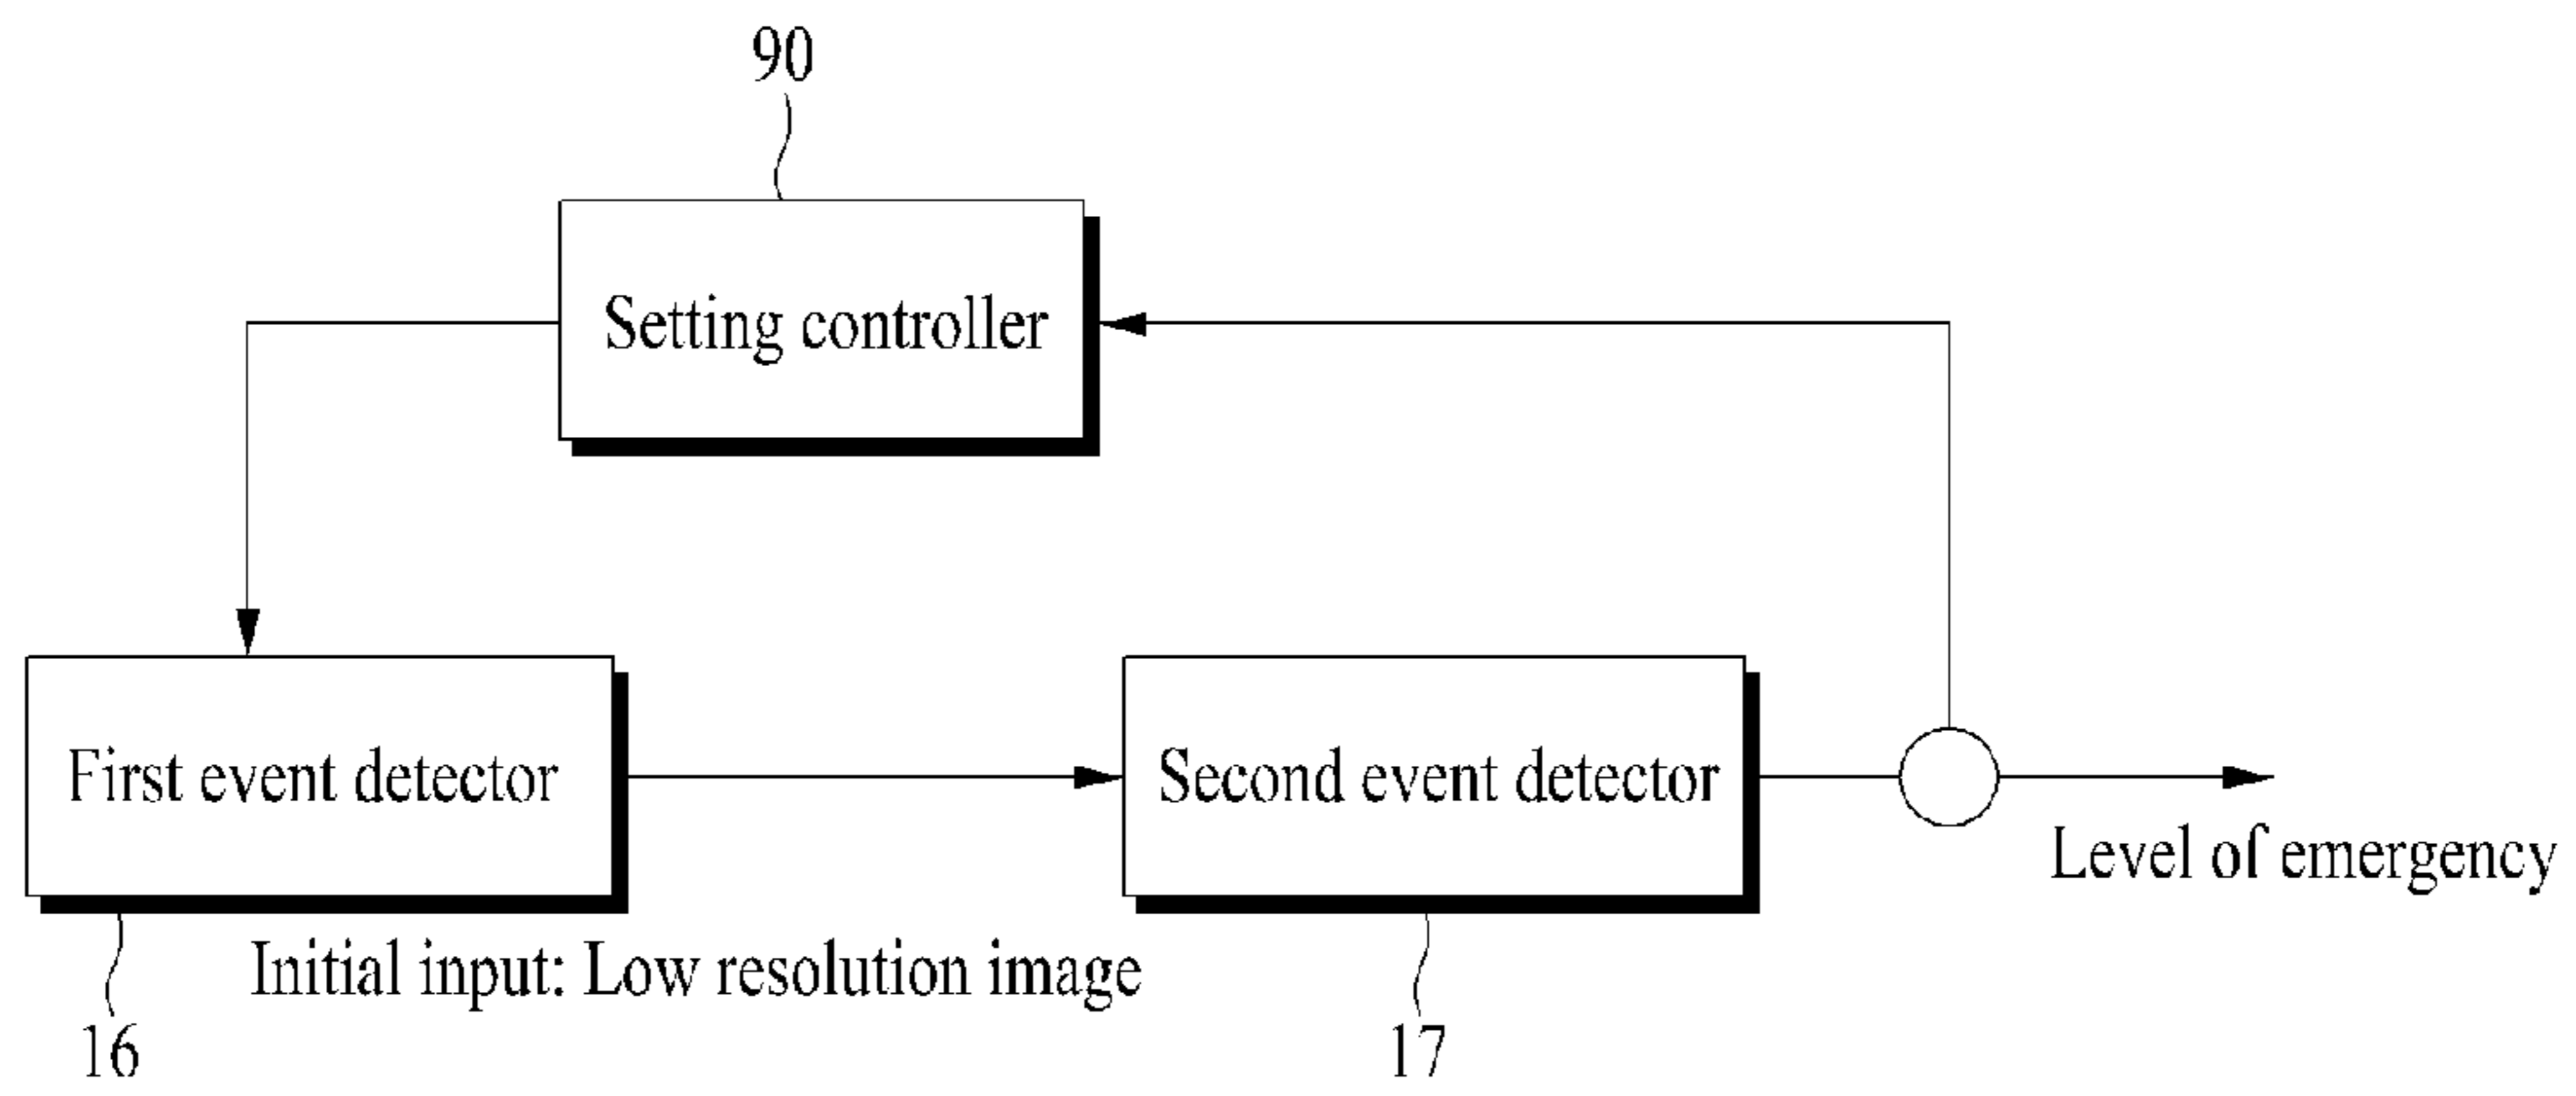 90
Setting controller
First event detector
Second event detector
Level of emergency
Initial input: Low resolution image
16
17